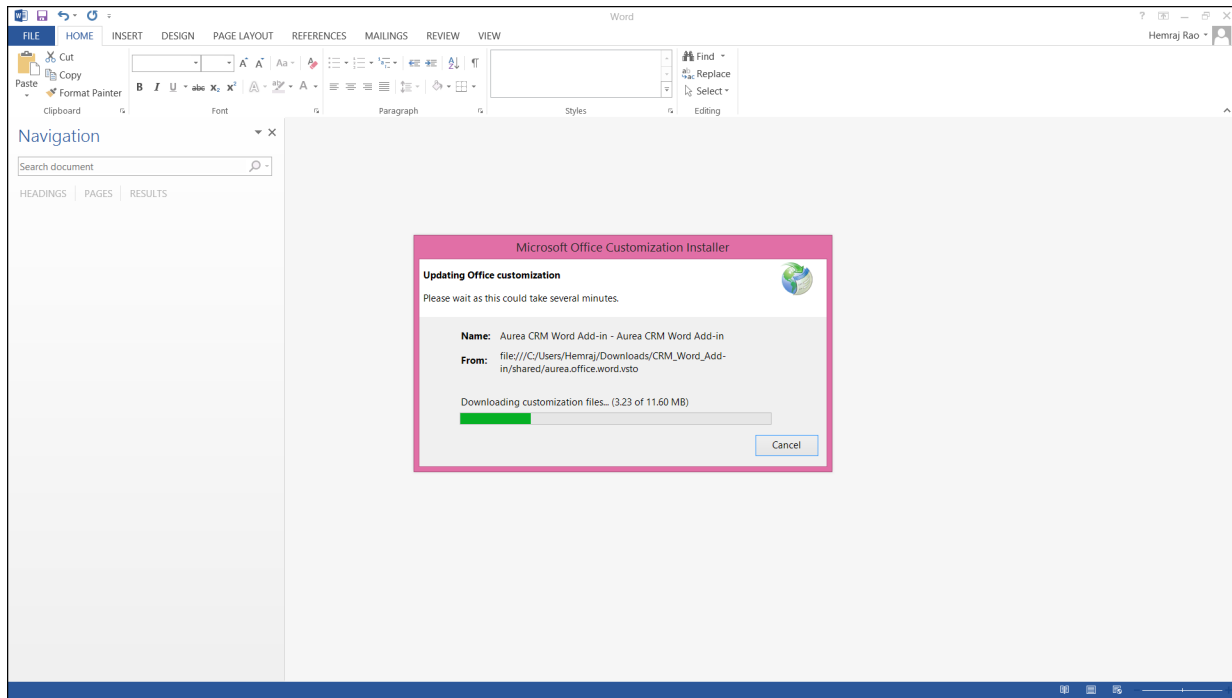 Word
FILE HOME INSERT DESIGN PAGE LAYOUT REFERENCES MAILINGS REVIEW VIEW
Hemraj Rao
Paste
Cut
Copy
Format Painter
Clipboard
Aa
B I U abc X₂ X²
A
Font
Paragraph
Styles
Find
Replace
Select
Editing
Navigation
Search document
HEADINGS PAGES RESULTS
Microsoft Office Customization Installer
Updating Office customization
Please wait as this could take several minutes.
Name: Aurea CRM Word Add-in - Aurea CRM Word Add-in
From: file:///C:/Users/Hemraj/Downloads/CRM_Word_Add-
in/shared/aurea.office.word.vsto
Downloading customization files... (3.23 of 11.60 MB)
Cancel